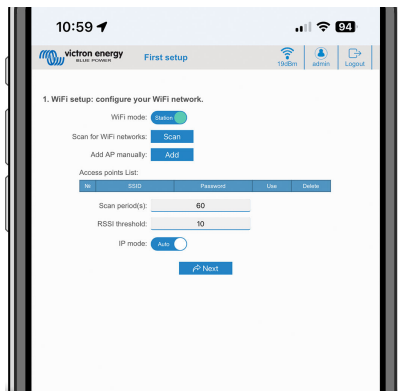 10:59
94
victron energy
BLUE POWER
First setup
19dBm
admin
Logout
1. WiFi setup: configure your WiFi network.
WiFi mode: Station
Scan for WiFi networks: Scan
Add AP manually: Add
Access points List:
№ SSID Password Use Delete
Scan period(s): 60
RSSI threshold: 10
IP mode: Auto
Next